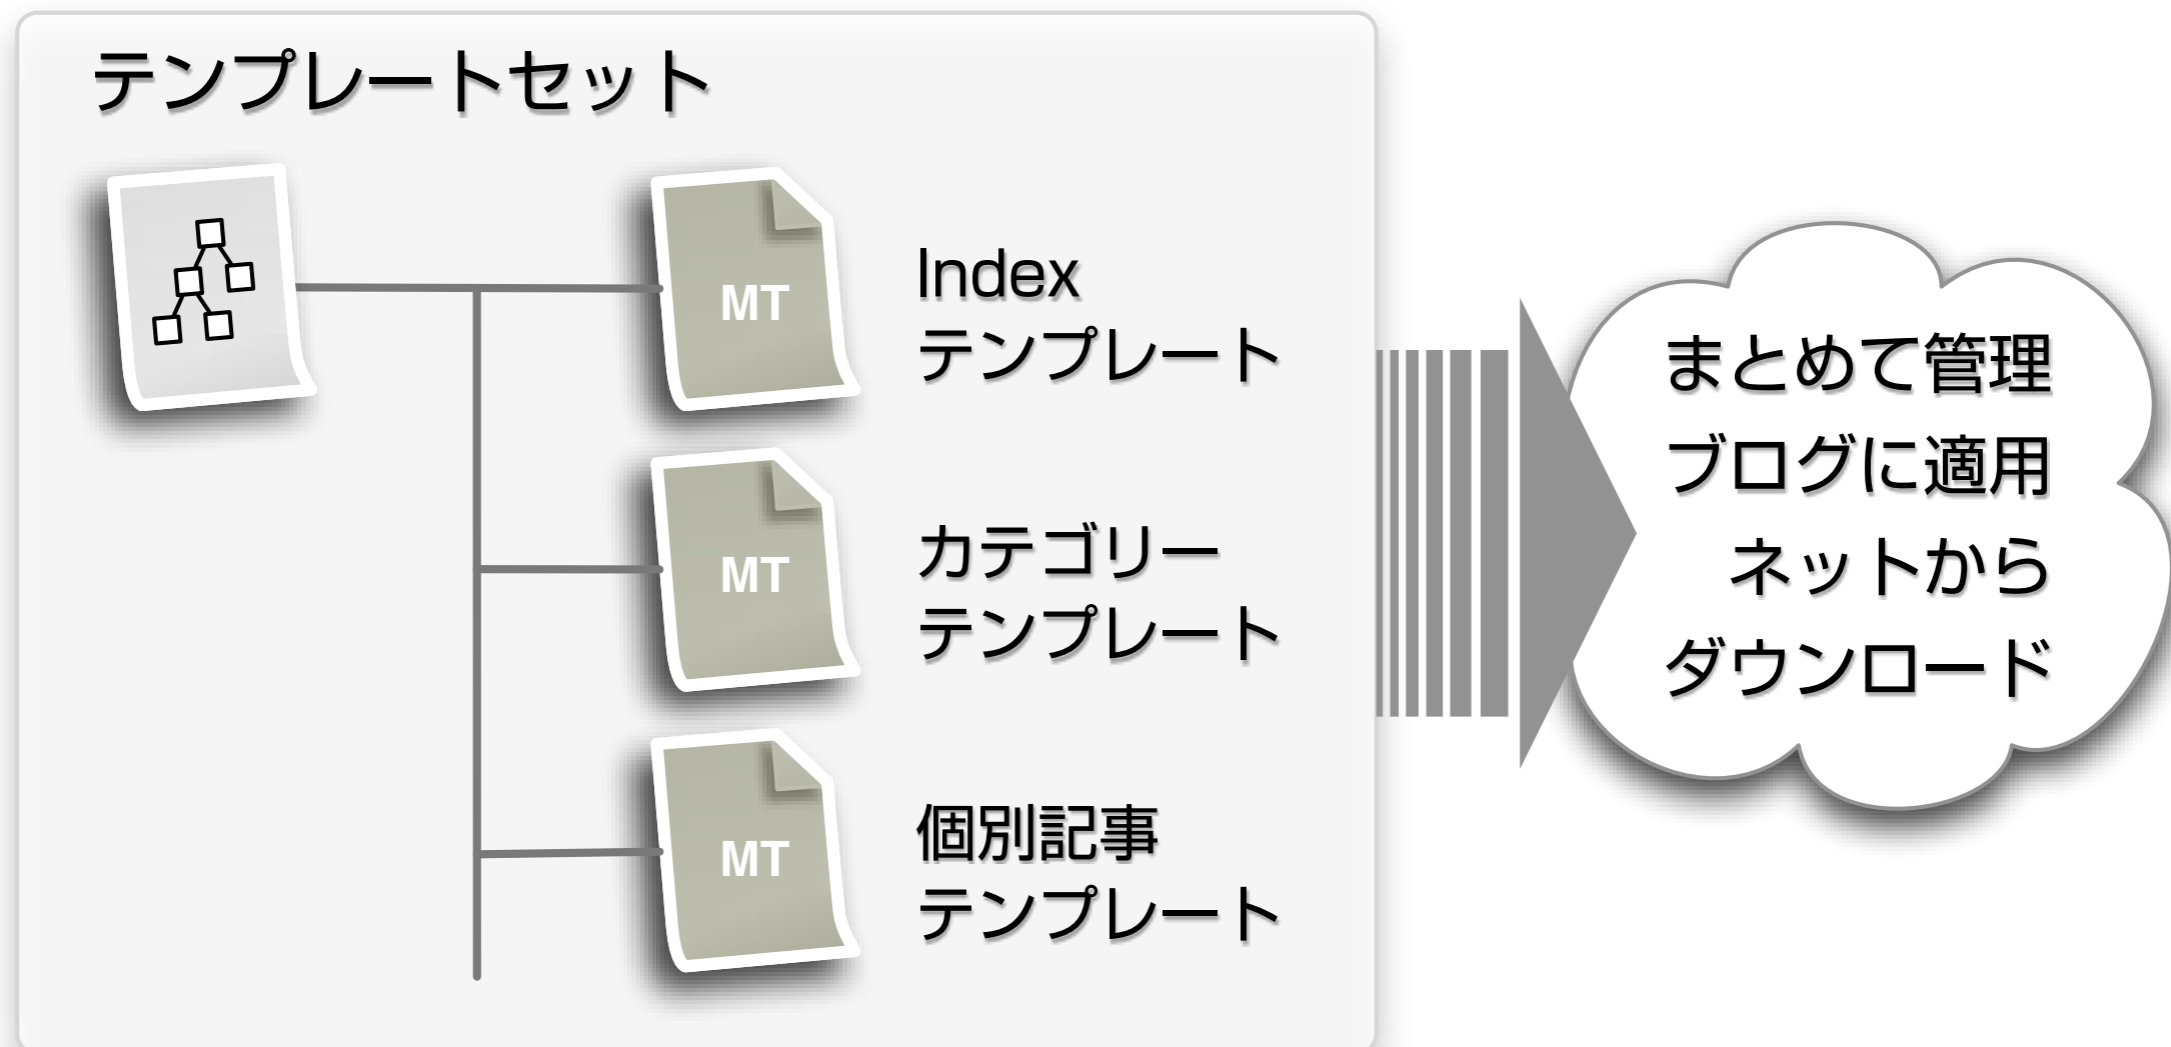 テンプレートセット
MT
Index
テンプレート
MT
カテゴリー
テンプレート
MT
個別記事
テンプレート
まとめて管理
ブログに適用
ネットから
ダウンロード